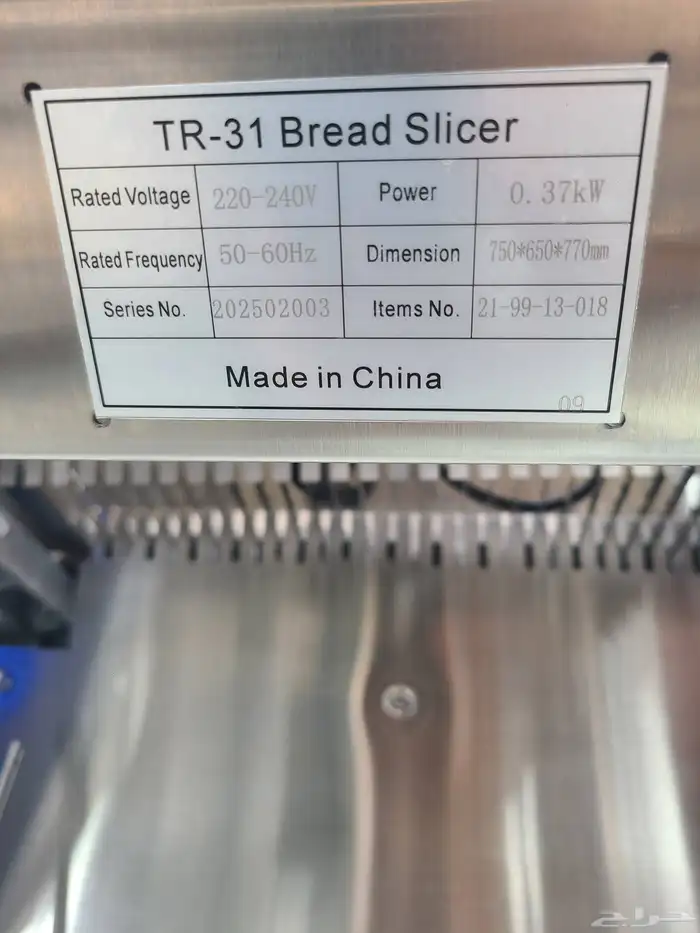 TR-31 Bread Slicer
Rated Voltage 220-240V Power 0.37kW
Rated Frequency 50-60Hz Dimension 750*650*770mm
Series No. 202502003 Items No. 21-99-13-018
Made in China
09
حراج